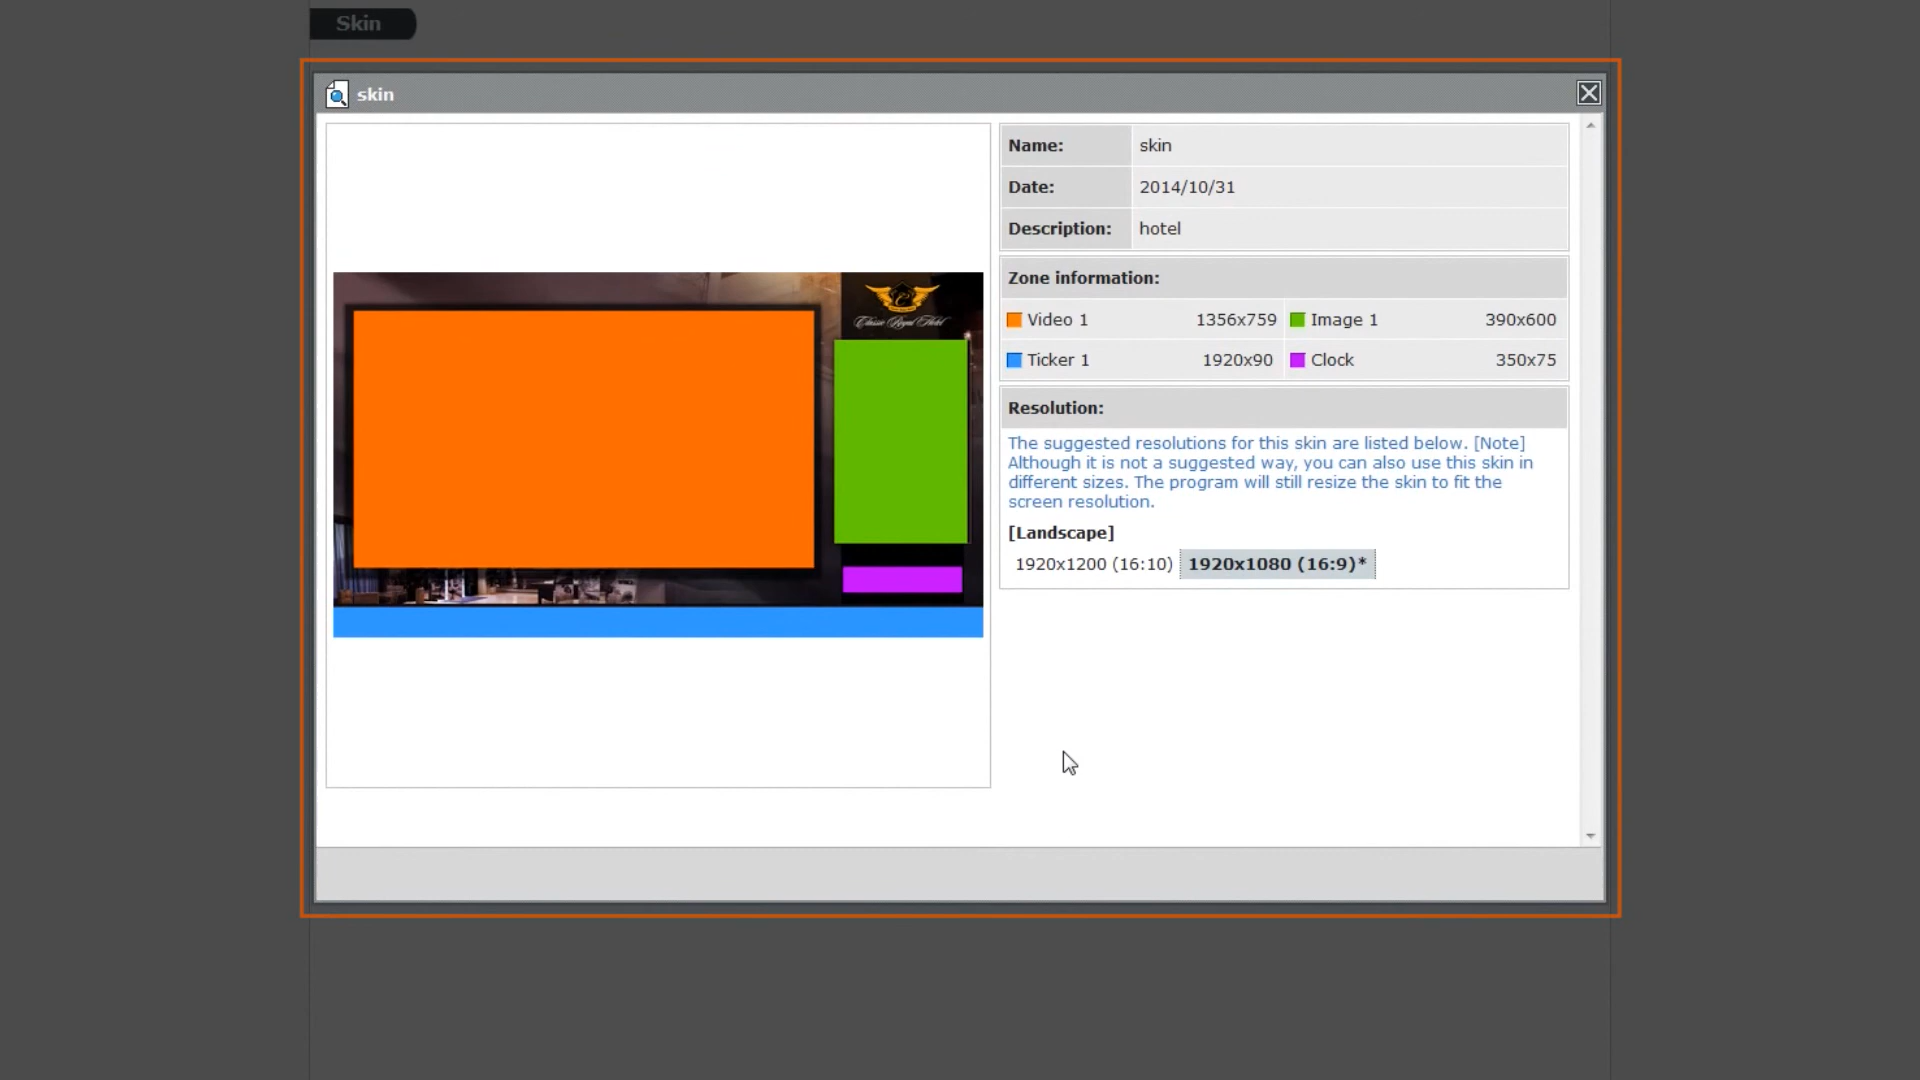 Skin
skin
Name: skin
Date: 2014/10/31
Description: hotel
Classic Royal Hotel
Zone information:
Video 1 1356x759 Image 1 390x600
Ticker 1 1920x90 Clock 350x75
Resolution:
The suggested resolutions for this skin are listed below. [Note]
Although it is not a suggested way, you can also use this skin in
different sizes. The program will still resize the skin to fit the
screen resolution.
[Landscape]
1920x1200 (16:10) 1920x1080 (16:9)*